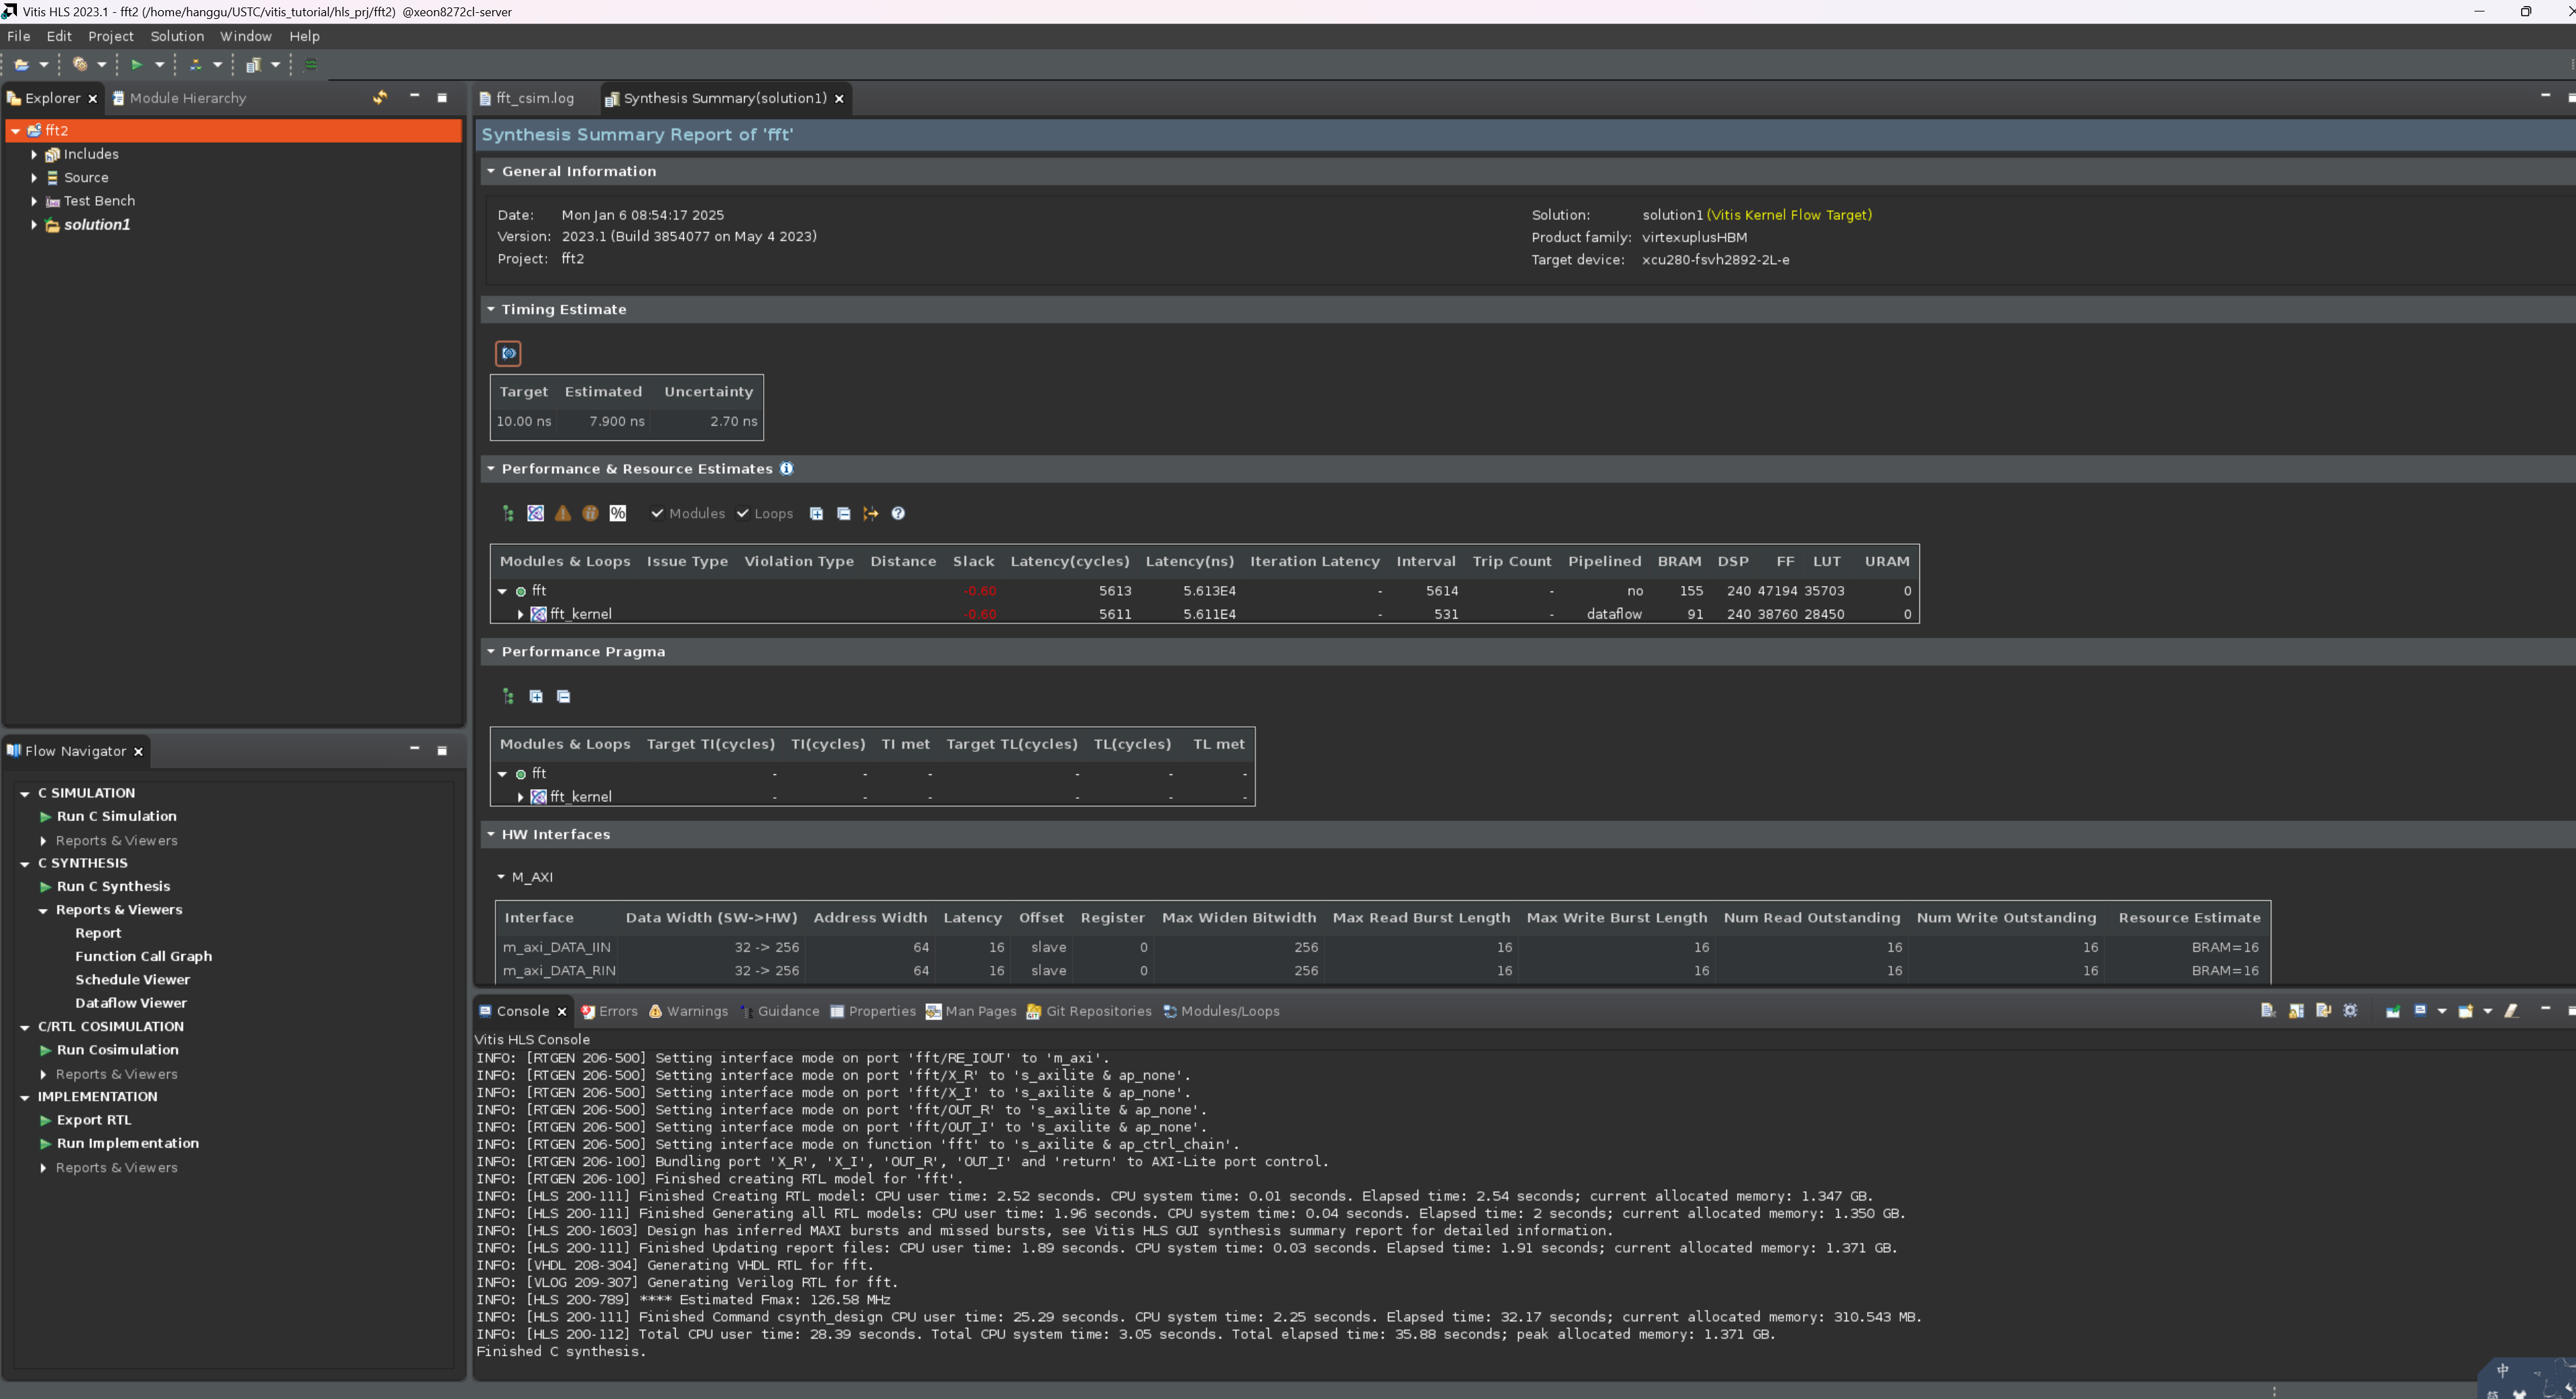 Vitis HLS 2023.1 - fft2 (/home/hanggu/USTC/vitis_tutorial/hls_prj/fft2) @xeon8272cl-server
File Edit Project Solution Window Help
Explorer Module Hierarchy
fft2
Includes
Source
Test Bench
solution1
Flow Navigator
C SIMULATION
Run C Simulation
Reports & Viewers
C SYNTHESIS
Run C Synthesis
Reports & Viewers
Report
Function Call Graph
Schedule Viewer
Dataflow Viewer
C/RTL COSIMULATION
Run Cosimulation
Reports & Viewers
IMPLEMENTATION
Export RTL
Run Implementation
Reports & Viewers
fft_csim.log Synthesis Summary(solution1)
Synthesis Summary Report of 'fft'
General Information
Date: Mon Jan 6 08:54:17 2025 Solution: solution1 (Vitis Kernel Flow Target)
Version: 2023.1 (Build 3854077 on May 4 2023) Product family: virtexuplusHBM
Project: fft2 Target device: xcu280-fsvh2892-2L-e
Timing Estimate
Target Estimated Uncertainty
10.00 ns 7.900 ns 2.70 ns
Performance & Resource Estimates
% Modules Loops
Modules & Loops Issue Type Violation Type Distance Slack Latency(cycles) Latency(ns) Iteration Latency Interval Trip Count Pipelined BRAM DSP FF LUT URAM
fft -0.60 5613 5.613E4 - 5614 - no 155 240 47194 35703 0
fft_kernel -0.60 5611 5.611E4 - 531 - dataflow 91 240 38760 28450 0
Performance Pragma
Modules & Loops Target TI(cycles) TI(cycles) TI met Target TL(cycles) TL(cycles) TL met
fft - - - - - -
fft_kernel - - - - - -
HW Interfaces
M_AXI
Interface Data Width (SW->HW) Address Width Latency Offset Register Max Widen Bitwidth Max Read Burst Length Max Write Burst Length Num Read Outstanding Num Write Outstanding Resource Estimate
m_axi_DATA_IIN 32 -> 256 64 16 slave 0 256 16 16 16 16 BRAM=16
m_axi_DATA_RIN 32 -> 256 64 16 slave 0 256 16 16 16 16 BRAM=16
Console Errors Warnings Guidance Properties Man Pages Git Repositories Modules/Loops
Vitis HLS Console
INFO: [RTGEN 206-500] Setting interface mode on port 'fft/RE_IOUT' to 'm_axi'.
INFO: [RTGEN 206-500] Setting interface mode on port 'fft/X_R' to 's_axilite & ap_none'.
INFO: [RTGEN 206-500] Setting interface mode on port 'fft/X_I' to 's_axilite & ap_none'.
INFO: [RTGEN 206-500] Setting interface mode on port 'fft/OUT_R' to 's_axilite & ap_none'.
INFO: [RTGEN 206-500] Setting interface mode on port 'fft/OUT_I' to 's_axilite & ap_none'.
INFO: [RTGEN 206-500] Setting interface mode on function 'fft' to 's_axilite & ap_ctrl_chain'.
INFO: [RTGEN 206-100] Bundling port 'X_R', 'X_I', 'OUT_R', 'OUT_I' and 'return' to AXI-Lite port control.
INFO: [RTGEN 206-100] Finished creating RTL model for 'fft'.
INFO: [HLS 200-111] Finished Creating RTL model: CPU user time: 2.52 seconds. CPU system time: 0.01 seconds. Elapsed time: 2.54 seconds; current allocated memory: 1.347 GB.
INFO: [HLS 200-111] Finished Generating all RTL models: CPU user time: 1.96 seconds. CPU system time: 0.04 seconds. Elapsed time: 2 seconds; current allocated memory: 1.350 GB.
INFO: [HLS 200-1603] Design has inferred MAXI bursts and missed bursts, see Vitis HLS GUI synthesis summary report for detailed information.
INFO: [HLS 200-111] Finished Updating report files: CPU user time: 1.89 seconds. CPU system time: 0.03 seconds. Elapsed time: 1.91 seconds; current allocated memory: 1.371 GB.
INFO: [VHDL 208-304] Generating VHDL RTL for fft.
INFO: [VLOG 209-307] Generating Verilog RTL for fft.
INFO: [HLS 200-789] **** Estimated Fmax: 126.58 MHz
INFO: [HLS 200-111] Finished Command csynth_design CPU user time: 25.29 seconds. CPU system time: 2.25 seconds. Elapsed time: 32.17 seconds; current allocated memory: 310.543 MB.
INFO: [HLS 200-112] Total CPU user time: 28.39 seconds. Total CPU system time: 3.05 seconds. Total elapsed time: 35.88 seconds; peak allocated memory: 1.371 GB.
Finished C synthesis.
中